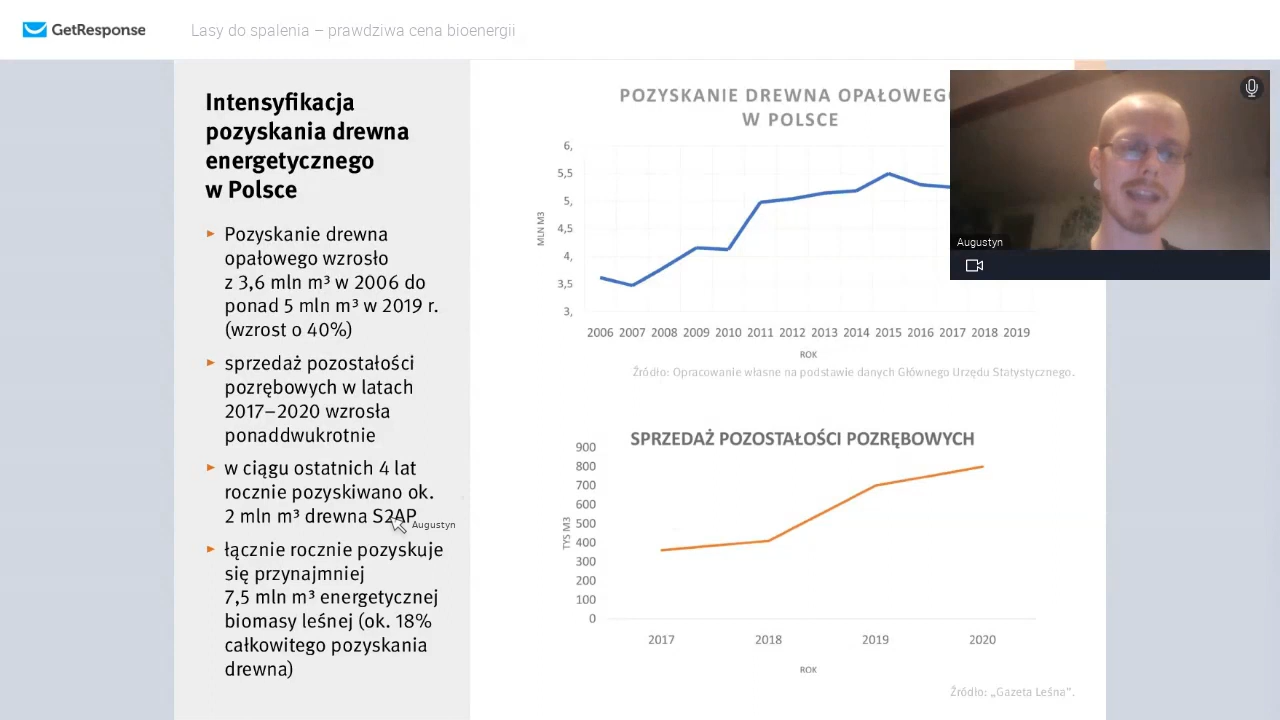 GetResponse
Lasy do spalenia – prawdziwa cena bioenergii
Intensyfikacja
pozyskania drewna
energetycznego
w Polsce
▸ Pozyskanie drewna
opałowego wzrosło
z 3,6 mln m³ w 2006 do
ponad 5 mln m³ w 2019 r.
(wzrost o 40%)
▸ sprzedaż pozostałości
pozrębowych w latach
2017–2020 wzrosła
ponaddwukrotnie
▸ w ciągu ostatnich 4 lat
rocznie pozyskiwano ok.
2 mln m³ drewna S2AP
Augustyn
▸ łącznie rocznie pozyskuje
się przynajmniej
7,5 mln m³ energetycznej
biomasy leśnej (ok. 18%
całkowitego pozyskania
drewna)
POZYSKANIE DREWNA OPAŁOWEGO
W POLSCE
6,
5,5
5,
4,5
4,
3,5
3,
MLN M3
2006 2007 2008 2009 2010 2011 2012 2013 2014 2015 2016 2017 2018 2019
ROK
Źródło: Opracowanie własne na podstawie danych Głównego Urzędu Statystycznego.
Augustyn
SPRZEDAŻ POZOSTAŁOŚCI POZRĘBOWYCH
900
800
700
600
500
400
300
200
100
0
TYŚ M3
2017 2018 2019 2020
ROK
Źródło: „Gazeta Leśna”.